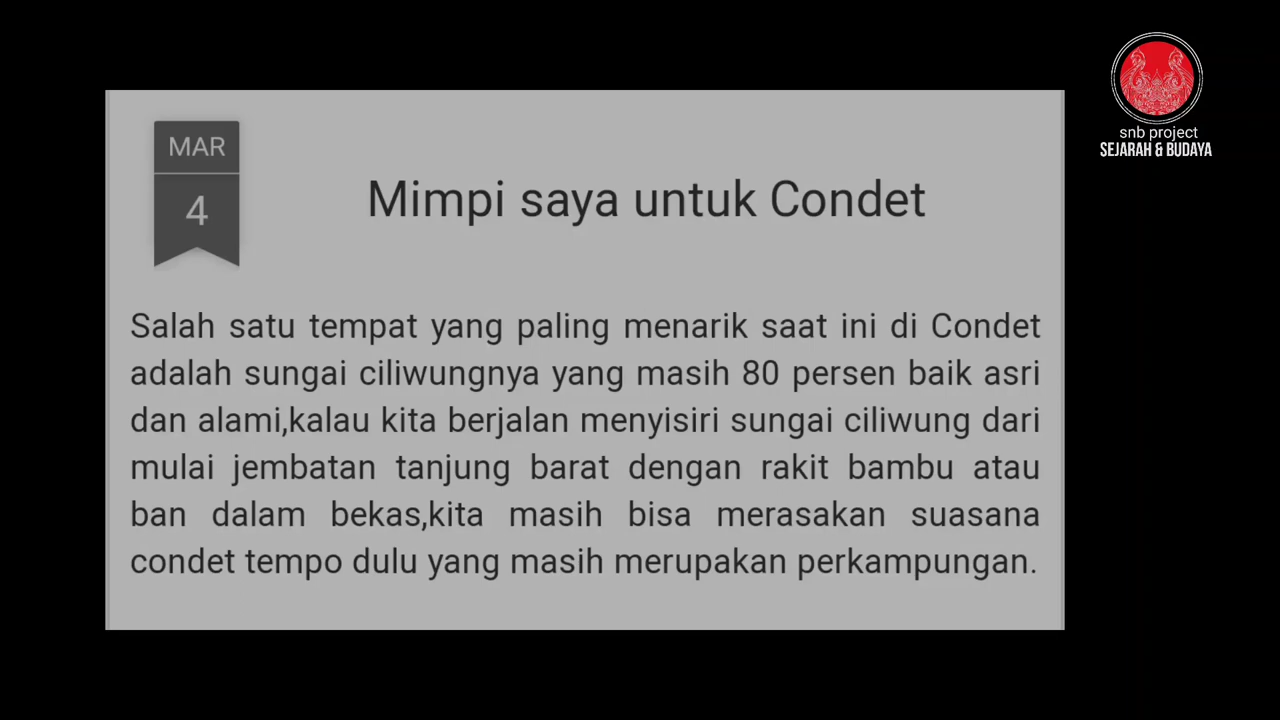 snb project
SEJARAH & BUDAYA
MAR
4
Mimpi saya untuk Condet
Salah satu tempat yang paling menarik saat ini di Condet
adalah sungai ciliwungnya yang masih 80 persen baik asri
dan alami,kalau kita berjalan menyisiri sungai ciliwung dari
mulai jembatan tanjung barat dengan rakit bambu atau
ban dalam bekas,kita masih bisa merasakan suasana
condet tempo dulu yang masih merupakan perkampungan.